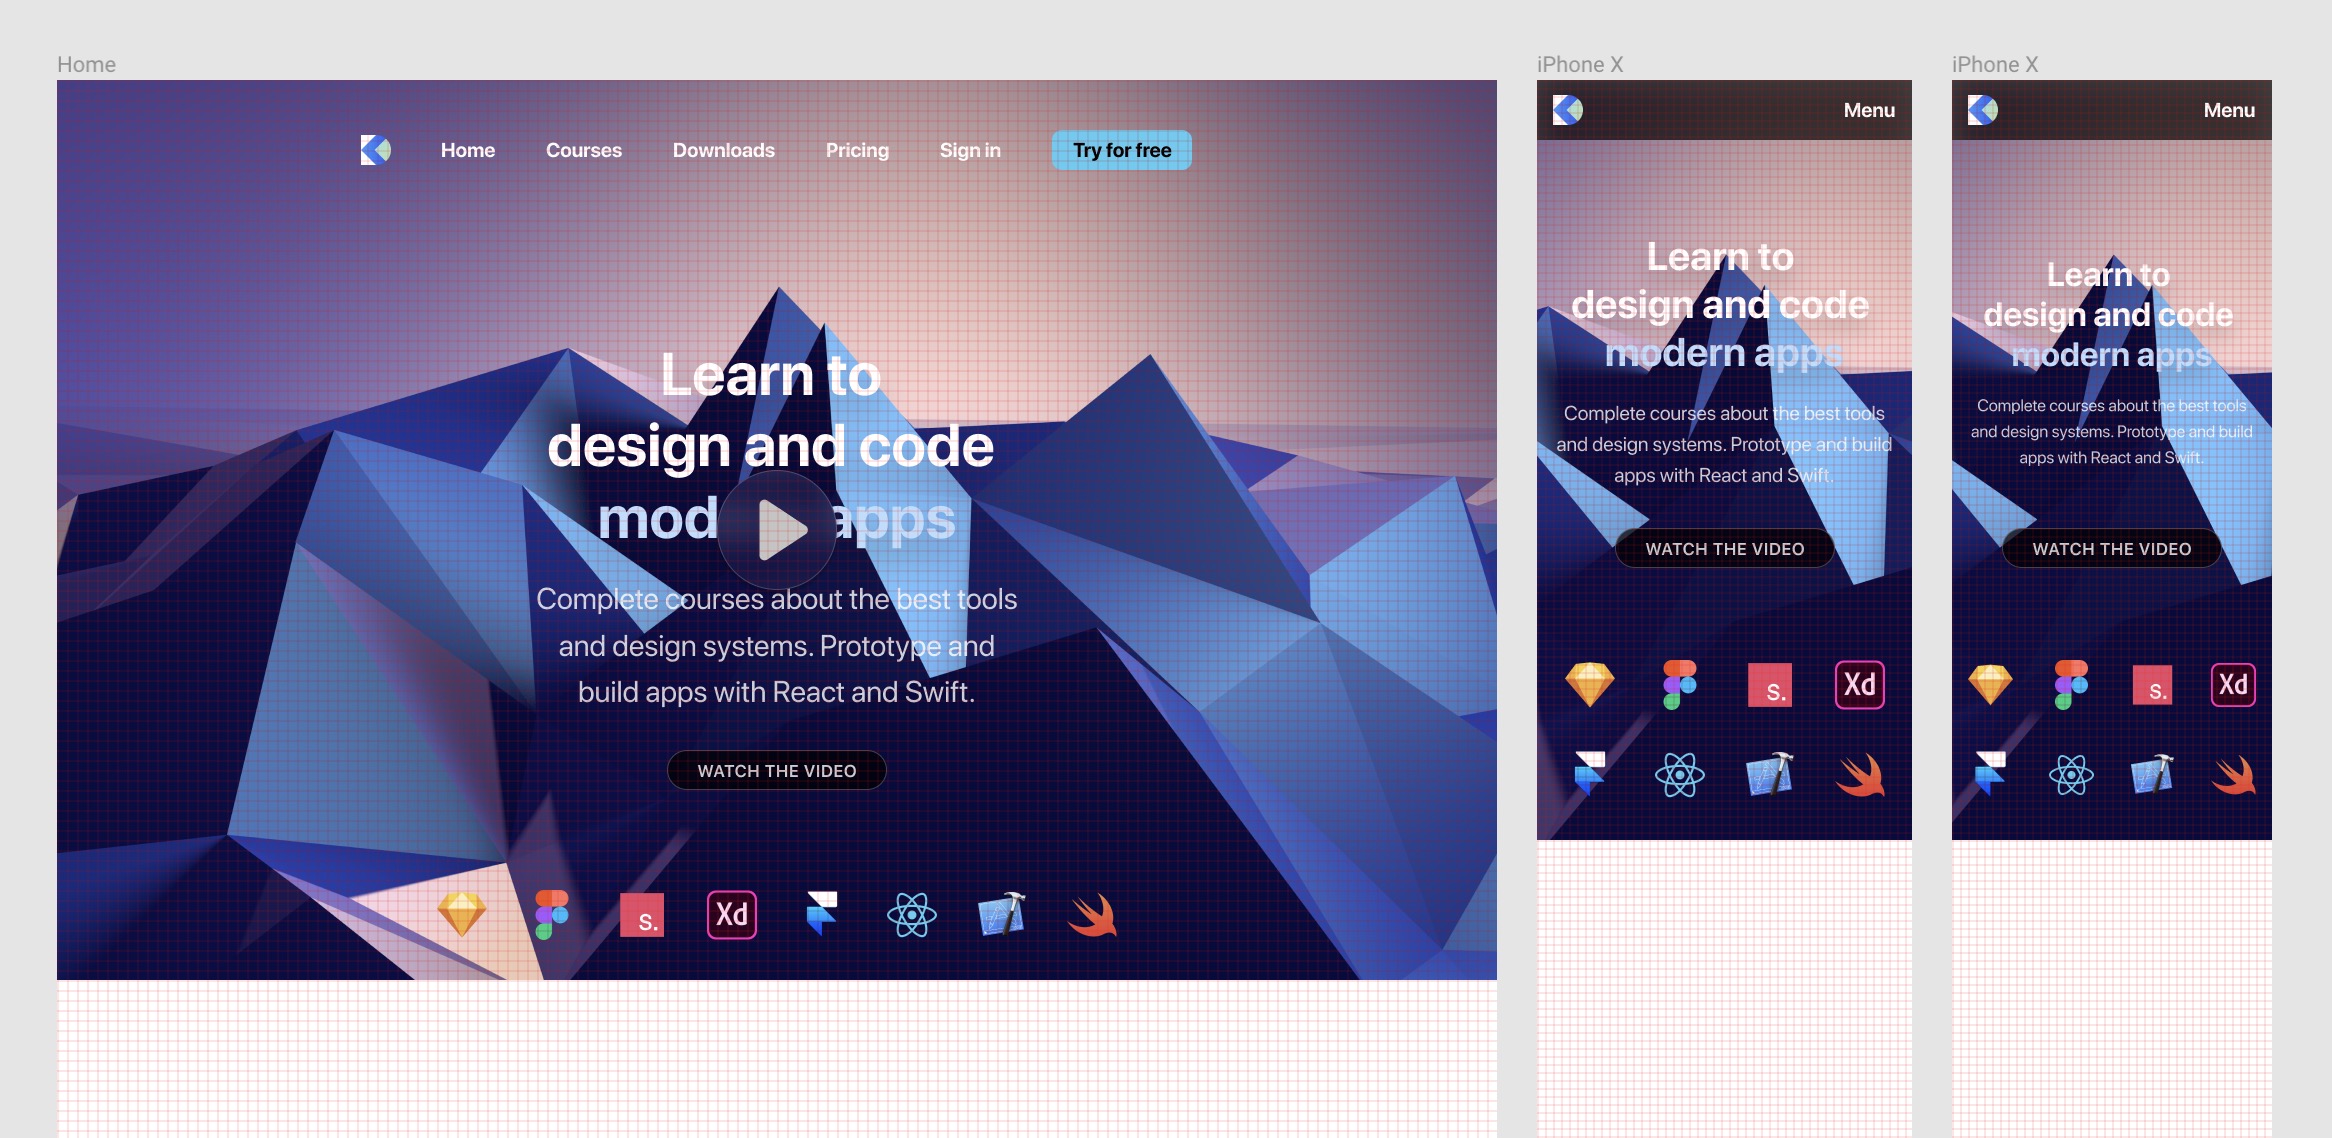 Home
Home
Courses
Downloads
Pricing
Sign in
Try for free
Learn to
design and code
mod apps
Complete courses about the best tools
and design systems. Prototype and
build apps with React and Swift.
WATCH THE VIDEO
S.
Xd
iPhone X
Menu
Learn to
design and code
modern apps
Complete courses about the best tools
and design systems. Prototype and build
apps with React and Swift.
WATCH THE VIDEO
S.
Xd
iPhone X
Menu
Learn to
design and code
modern apps
Complete courses about the best tools
and design systems. Prototype and build
apps with React and Swift.
WATCH THE VIDEO
S.
Xd